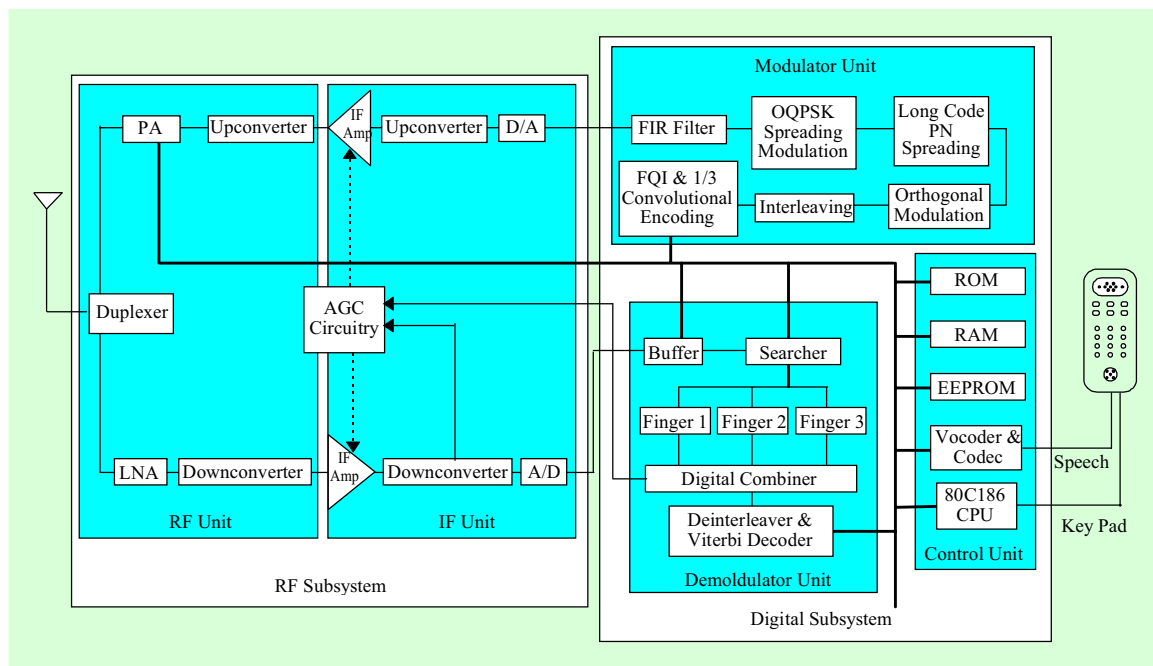 Modulator Unit
PA
Upconverter
IF
Amp
Upconverter
D/A
FIR Filter
OQPSK
Spreading
Modulation
Long Code
PN
Spreading
FQI & 1/3
Convolutional
Encoding
Interleaving
Orthogonal
Modulation
Duplexer
AGC
Circuitry
Buffer
Searcher
Finger 1
Finger 2
Finger 3
Digital Combiner
Deinterleaver &
Viterbi Decoder
Demoldulator Unit
ROM
RAM
EEPROM
Vocoder &
Codec
80C186
CPU
Control Unit
Speech
Key Pad
LNA
Downconverter
IF
Amp
Downconverter
A/D
RF Unit
IF Unit
RF Subsystem
Digital Subsystem